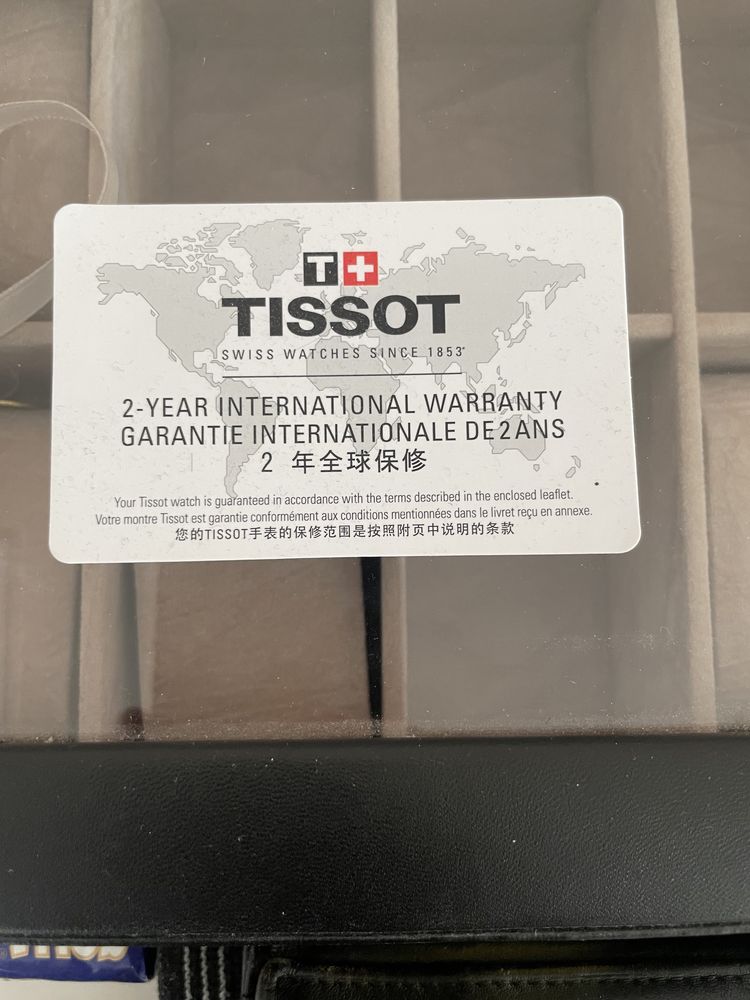 T+
TISSOT
SWISS WATCHES SINCE 1853
2-YEAR INTERNATIONAL WARRANTY
GARANTIE INTERNATIONALE DE 2 ANS
2 年全球保修
Your Tissot watch is guaranteed in accordance with the terms described in the enclosed leaflet.
Votre montre Tissot est garantie conformément aux conditions mentionnées dans le livret reçu en annexe.
您的TISSOT手表的保修范围是按照附页中说明的条款